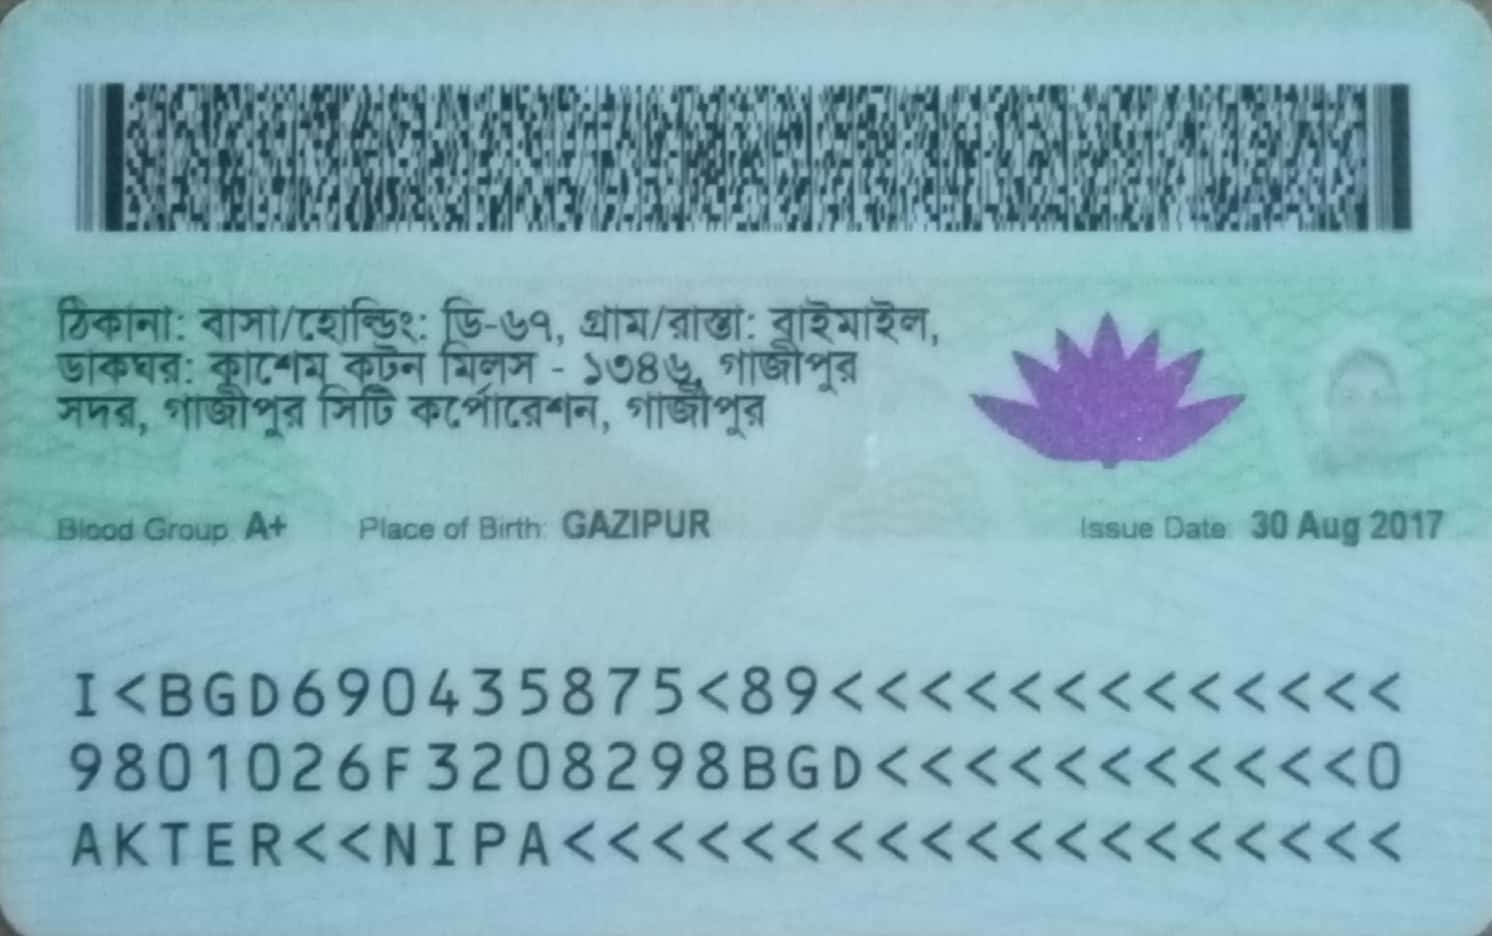 ঠিকানা: বাসা/হোল্ডিং: ডি-৬৭, গ্রাম/রাস্তা: বাইমাইল,
ডাকঘর: কাশেম কটন মিলস - ১৩৪৬, গাজীপুর
সদর, গাজীপুর সিটি কর্পোরেশন, গাজীপুর
Blood Group: A+ Place of Birth: GAZIPUR Issue Date: 30 Aug 2017
I<BGD690435875<89<<<<<<<<<<<<<
9801026F3208298BGD<<<<<<<<<<<0
AKTER<<NIPA<<<<<<<<<<<<<<<<<<<